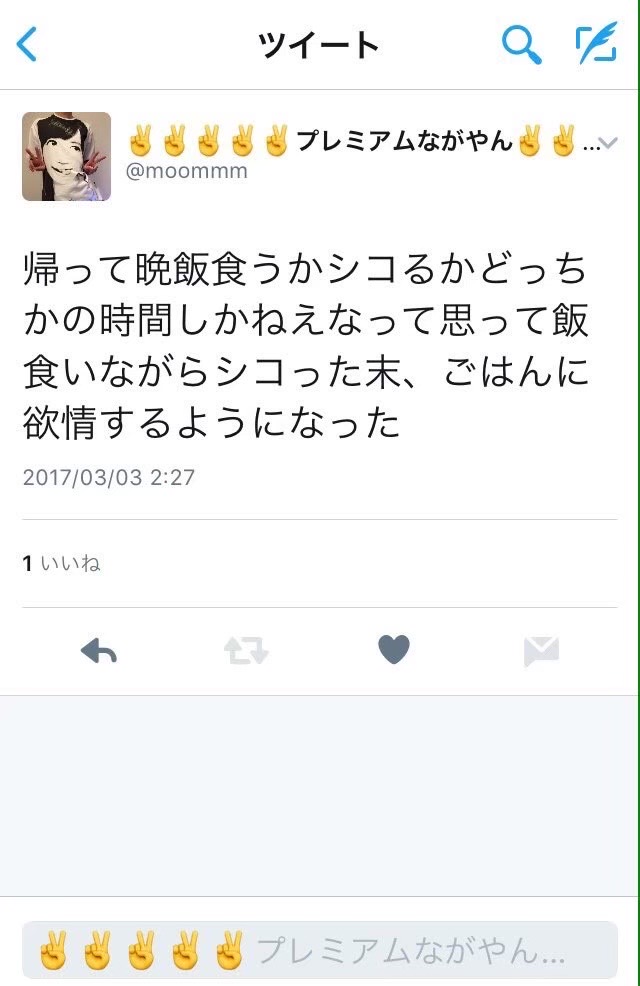 ツイート
✌✌✌✌✌プレミアムながやん✌✌...
@moommm
帰って晩飯食うかシコるかどっち
かの時間しかねえなって思って飯
食いながらシコった末、ごはんに
欲情するようになった
2017/03/03 2:27
1 いいね
✌✌✌✌✌プレミアムながやん...